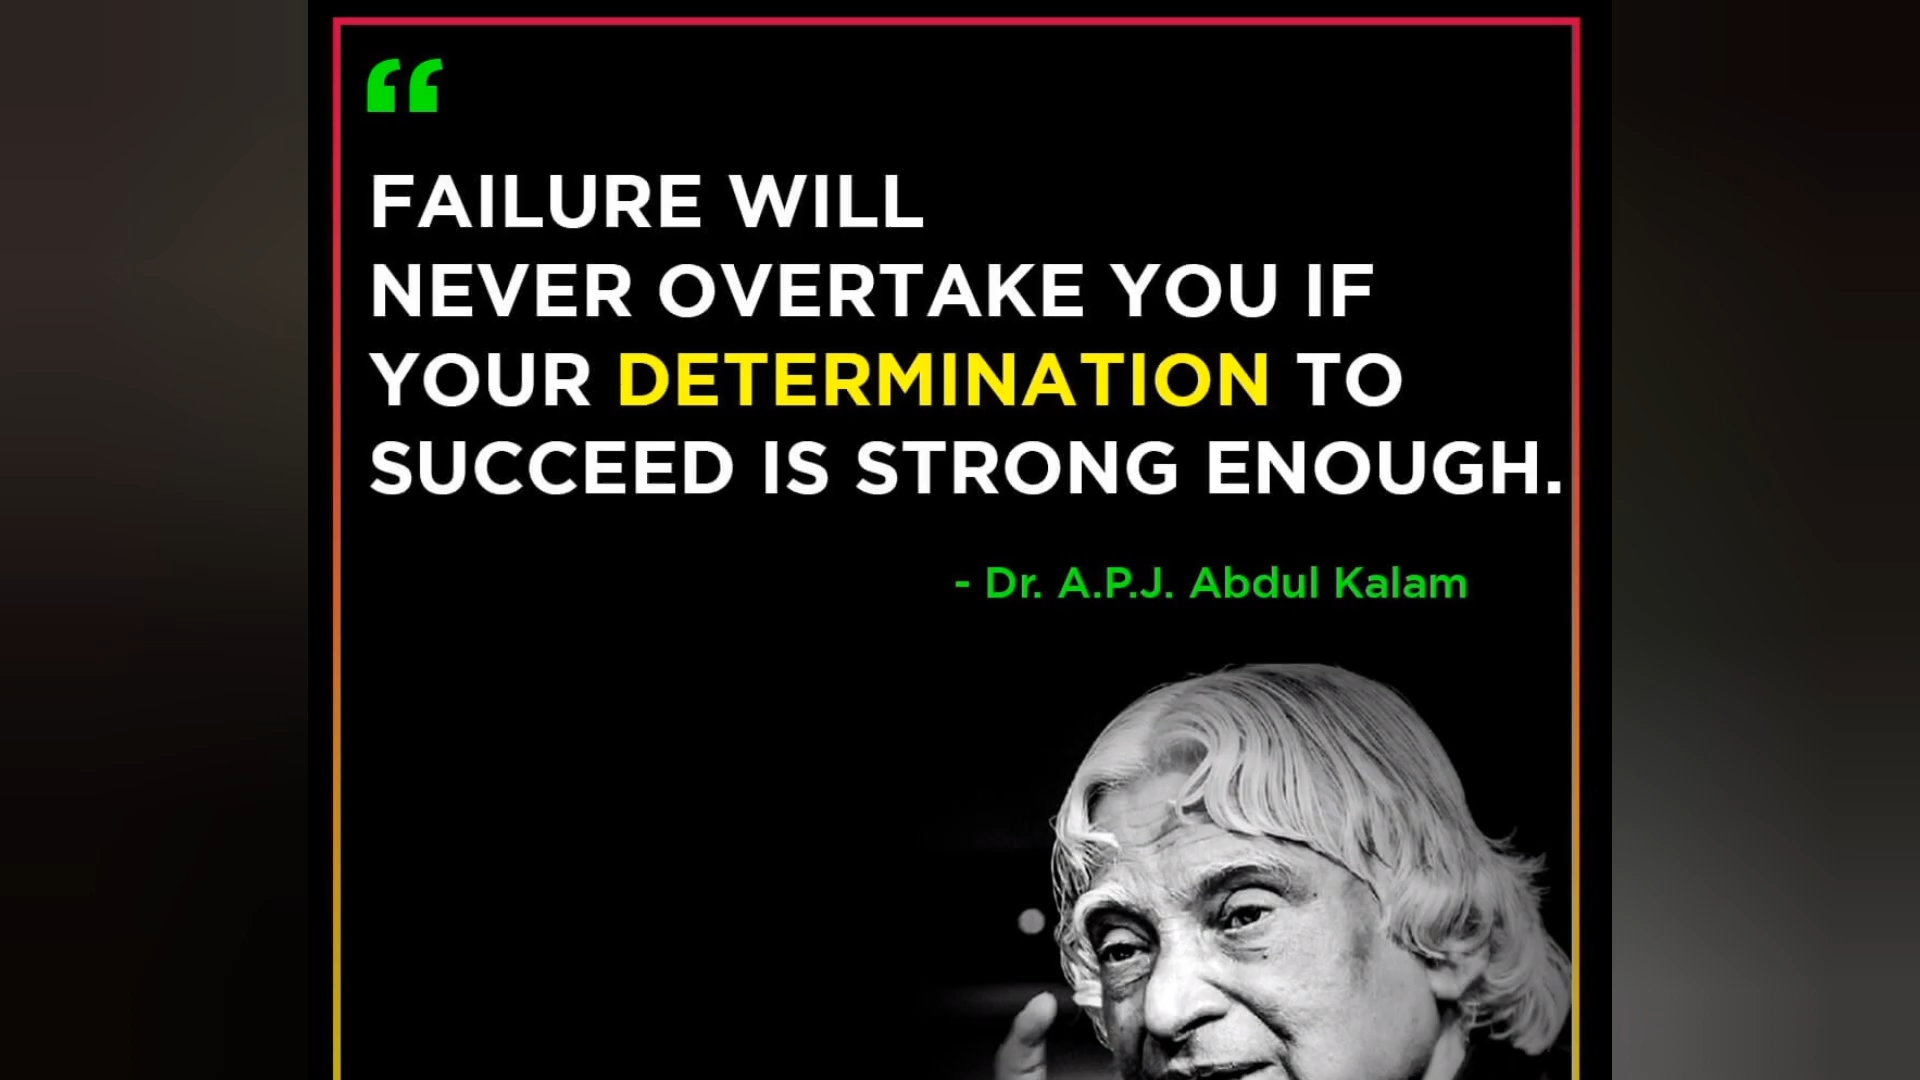 “
FAILURE WILL
NEVER OVERTAKE YOU IF
YOUR DETERMINATION TO
SUCCEED IS STRONG ENOUGH.
- Dr. A.P.J. Abdul Kalam